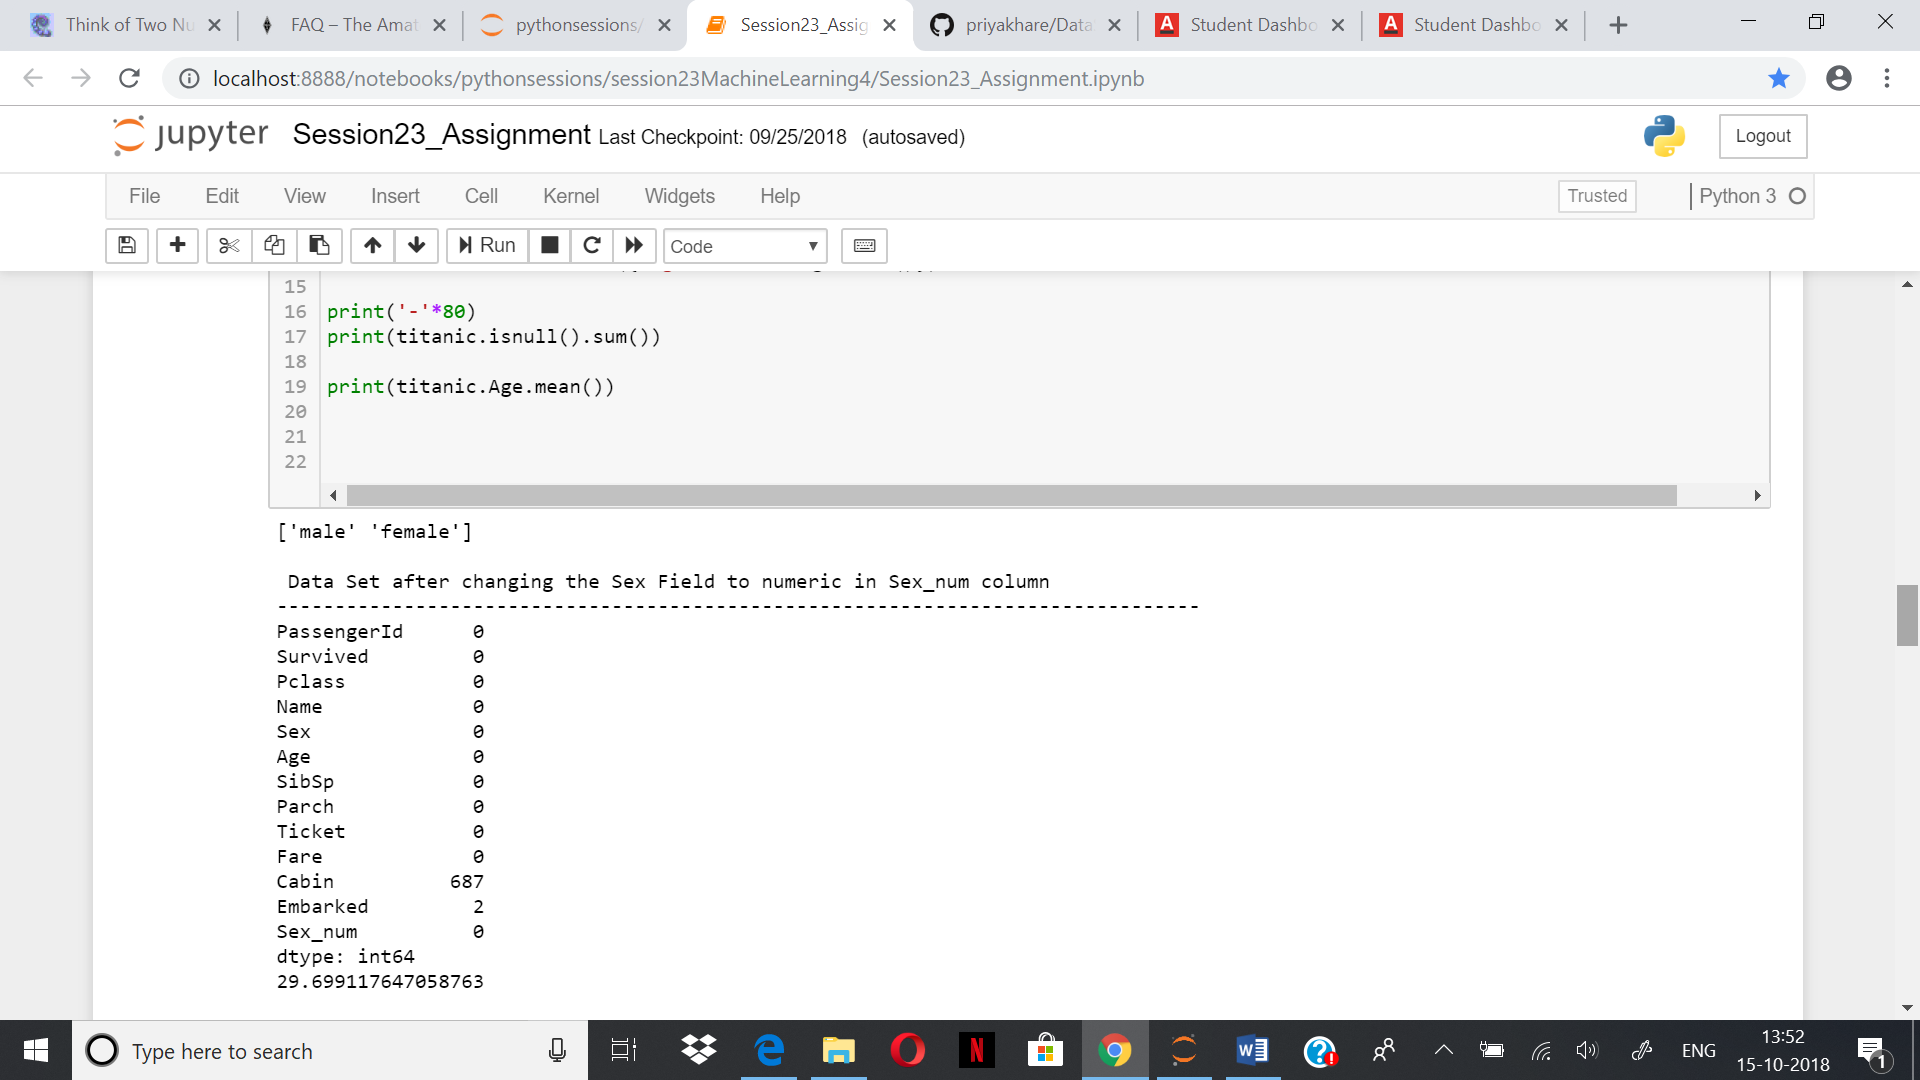 Think of Two Nu
FAQ – The Amat
pythonsessions/
Session23_Assig
priyakhare/Data
Student Dashbo
Student Dashbo
localhost:8888/notebooks/pythonsessions/session23MachineLearning4/Session23_Assignment.ipynb
jupyter Session23_Assignment Last Checkpoint: 09/25/2018 (autosaved)
Logout
File Edit View Insert Cell Kernel Widgets Help
Trusted
Python 3
Run
Code
15
16 print('-'*80)
17 print(titanic.isnull().sum())
18
19 print(titanic.Age.mean())
20
21
22
['male' 'female']
Data Set after changing the Sex Field to numeric in Sex_num column
--------------------------------------------------------------------------------
PassengerId 0
Survived 0
Pclass 0
Name 0
Sex 0
Age 0
SibSp 0
Parch 0
Ticket 0
Fare 0
Cabin 687
Embarked 2
Sex_num 0
dtype: int64
29.699117647058763
Type here to search
ENG
13:52
15-10-2018
1